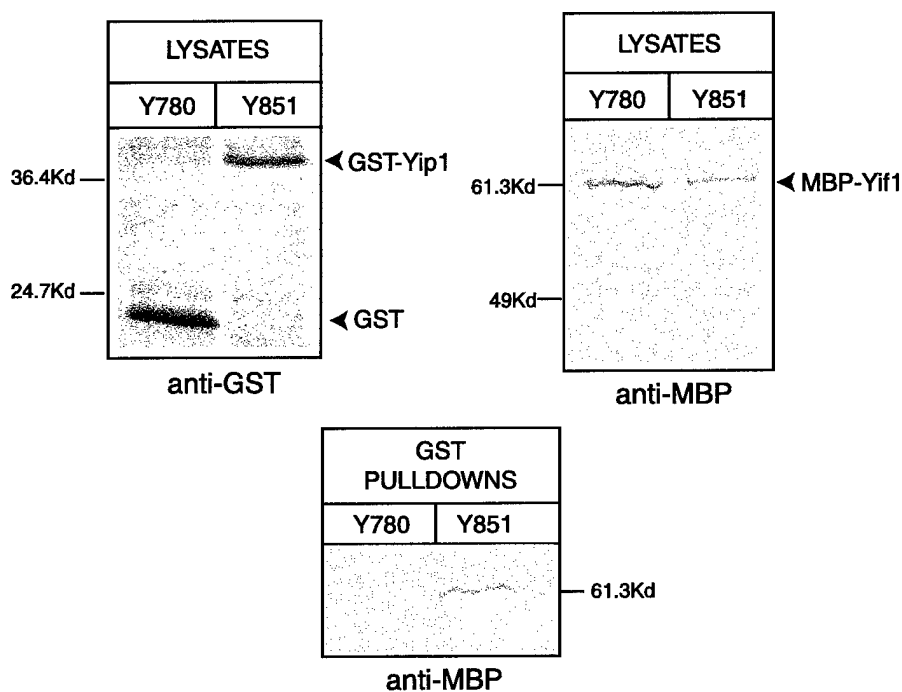 LYSATES
Y780 Y851
GST-Yip1
36.4Kd
24.7Kd
GST
anti-GST
LYSATES
Y780 Y851
61.3Kd
MBP-Yif1
49Kd
anti-MBP
GST
PULLDOWNS
Y780 Y851
61.3Kd
anti-MBP